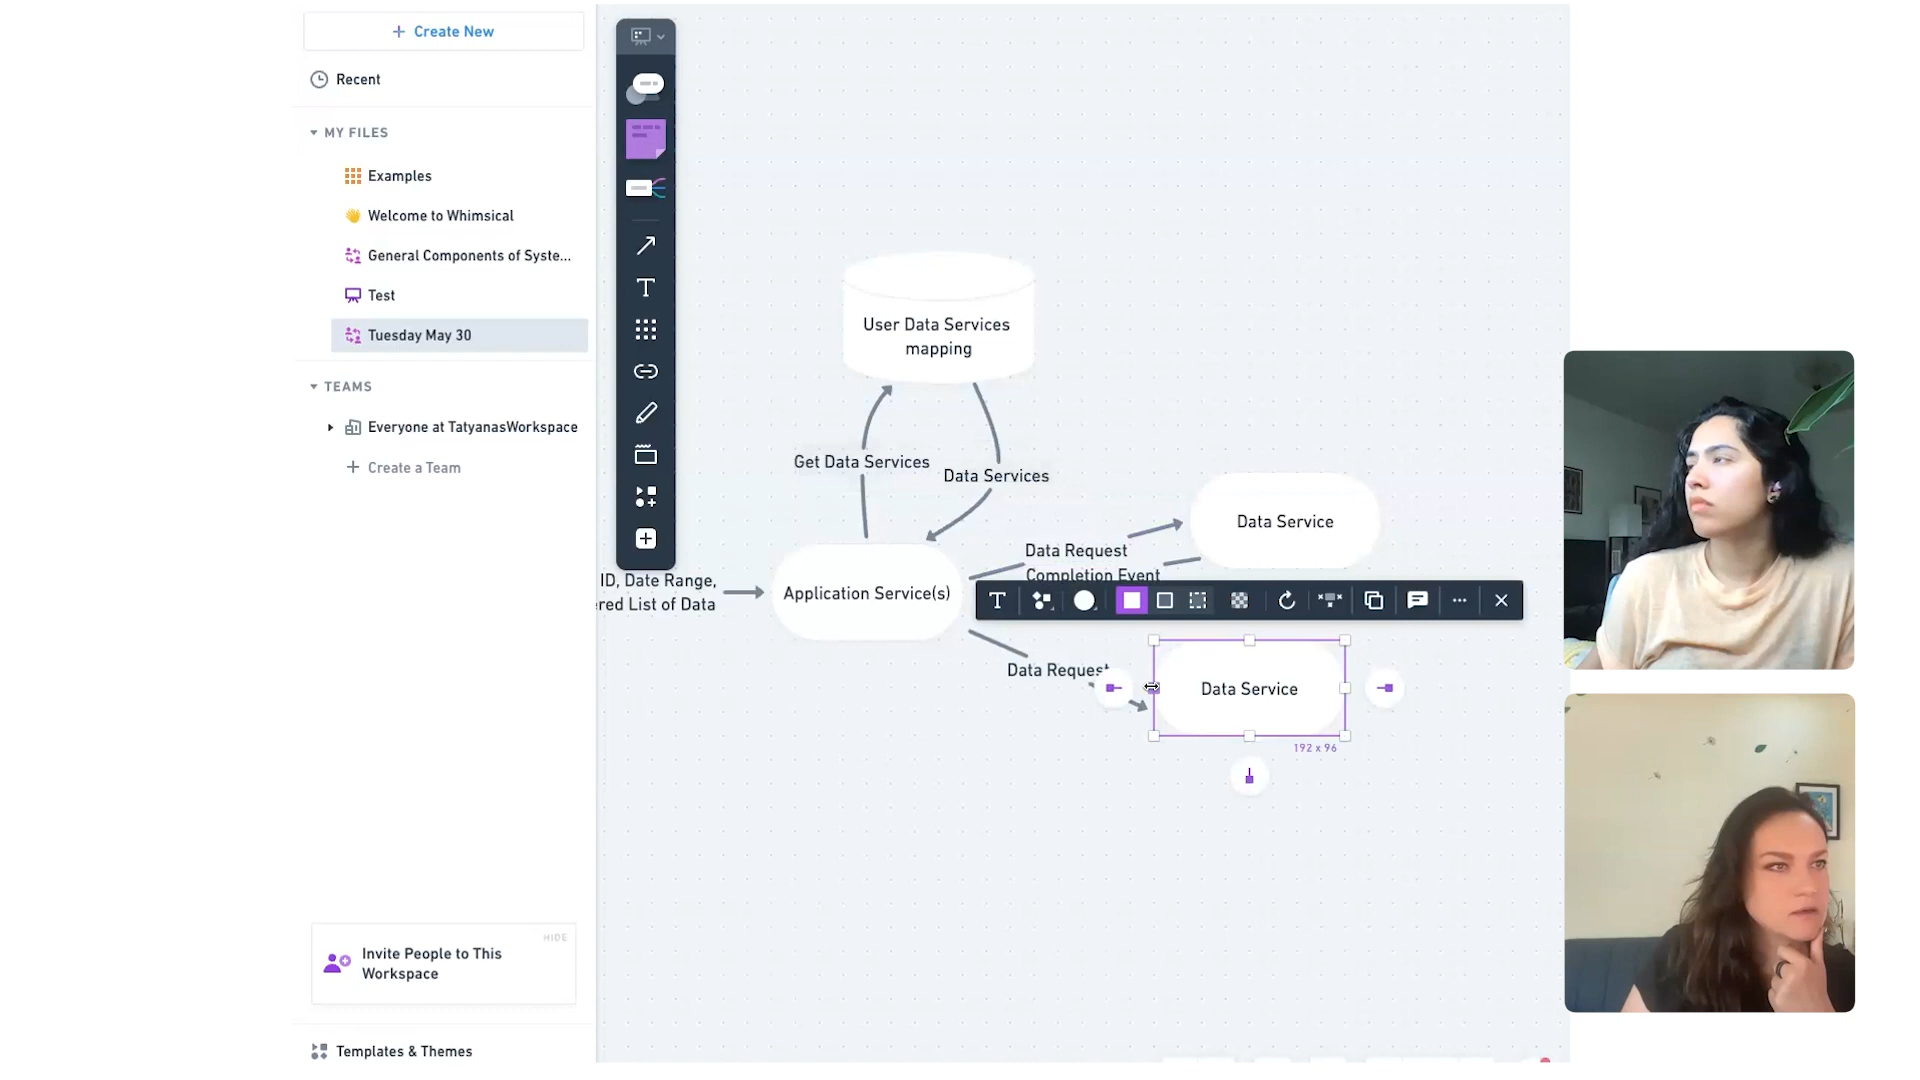 Create New
Recent
MY FILES
Examples
Welcome to Whimsical
General Components of Syste...
Test
Tuesday May 30
TEAMS
Everyone at TatyanasWorkspace
Create a Team
HIDE
Invite People to This
Workspace
Templates & Themes
User Data Services
mapping
Get Data Services
Data Services
Data Service
Data Request
Completion Event
ID, Date Range,
ered List of Data
Application Service(s)
Data Request
Data Service
192 x 96